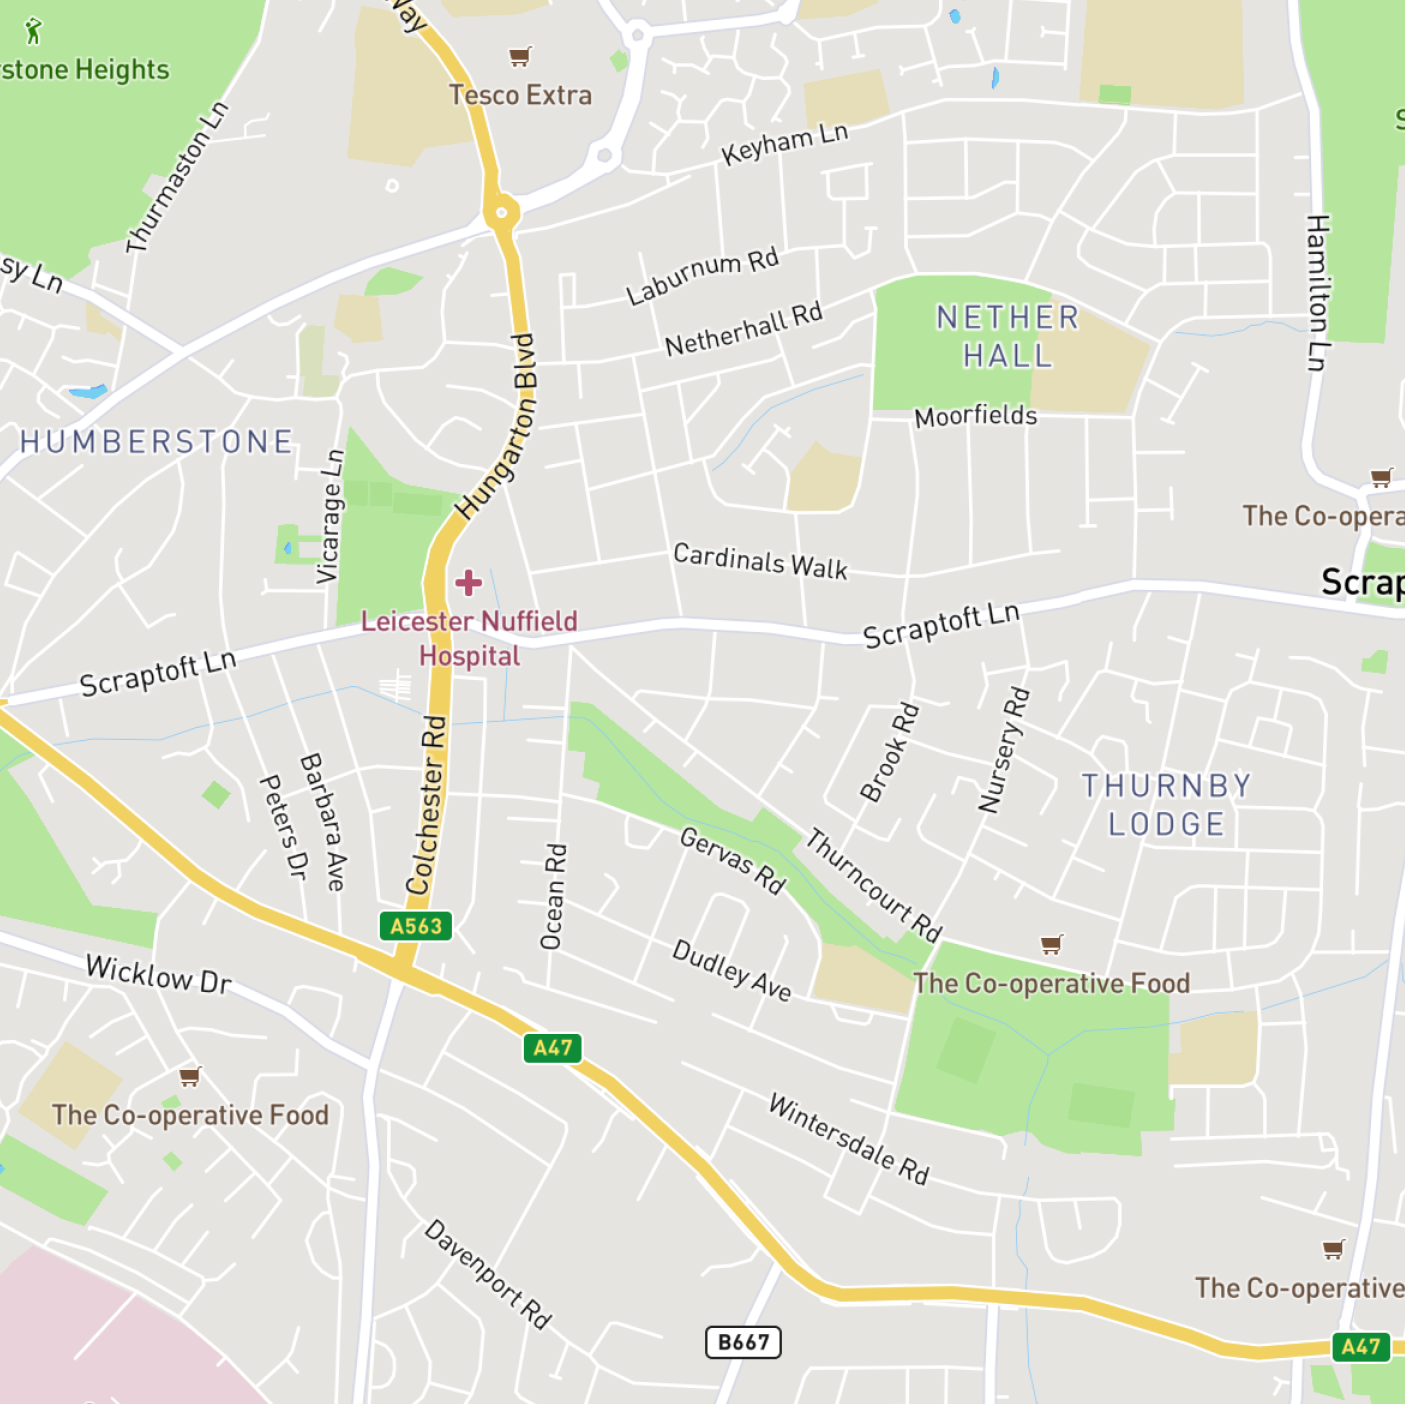 Way
rstone Heights
Tesco Extra
Thurmaston Ln
Keyham Ln
S
sy Ln
Laburnum Rd
Hamilton Ln
Netherhall Rd
NETHER
HALL
Hungarton Blvd
Moorfields
HUMBERSTONE
Vicarage Ln
The Co-opera
Cardinals Walk
Scrap
Leicester Nuffield
Hospital
Scraptoft Ln
Scraptoft Ln
Colchester Rd
Brook Rd
Nursery Rd
Barbara Ave
Peters Dr
THURNBY
LODGE
Gervas Rd
Thurncourt Rd
Ocean Rd
A563
Dudley Ave
Wicklow Dr
The Co-operative Food
A47
The Co-operative Food
Wintersdale Rd
Davenport Rd
The Co-operative
B667
A47